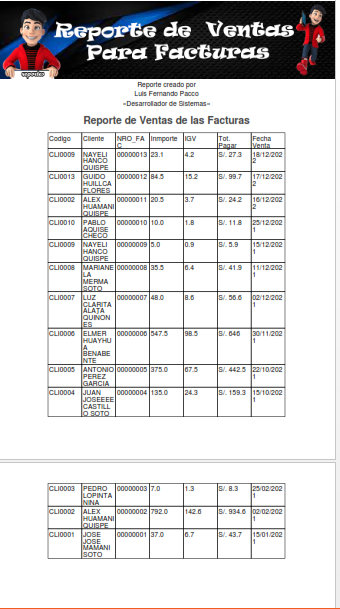 Reporte de Ventas
Para Facturas
Reporte creado por
Luis Fernando Pacco
«Desarrollador de Sistemas»
Reporte de Ventas de las Facturas
Codigo Cliente NRO_FAC Inmporte IGV Tot. Pagar Fecha Venta
CLI0009 NAYELI HANCO QUISPE 00000013 23.1 4.2 S/. 27.3 18/12/2022
CLI0013 GUIDO HUILLCA FLORES 00000012 84.5 15.2 S/. 99.7 17/12/2022
CLI0002 ALEX HUAMANI QUISPE 00000011 20.5 3.7 S/. 24.2 16/12/2022
CLI0010 PABLO AQUISE CHECO 00000010 10.0 1.8 S/. 11.8 25/12/2021
CLI0009 NAYELI HANCO QUISPE 00000009 5.0 0.9 S/. 5.9 15/12/2021
CLI0008 MARIANELA MERMA SOTO 00000008 35.5 6.4 S/. 41.9 11/12/2021
CLI0007 LUZ CLARITA ALATA QUINONES 00000007 48.0 8.6 S/. 56.6 02/12/2021
CLI0006 ELMER HUAYHUA BENABENTE 00000006 547.5 98.5 S/. 646 30/11/2021
CLI0005 ANTONIO PEREZ GARCIA 00000005 375.0 67.5 S/. 442.5 22/10/2021
CLI0004 JUAN JOSEEEE CASTILLO SOTO 00000004 135.0 24.3 S/. 159.3 15/10/2021
CLI0003 PEDRO LOPINTA NINA 00000003 7.0 1.3 S/. 8.3 25/02/2021
CLI0002 ALEX HUAMANI QUISPE 00000002 792.0 142.6 S/. 934.6 02/02/2021
CLI0001 JOSE JOSE MAMANI SOTO 00000001 37.0 6.7 S/. 43.7 15/01/2021